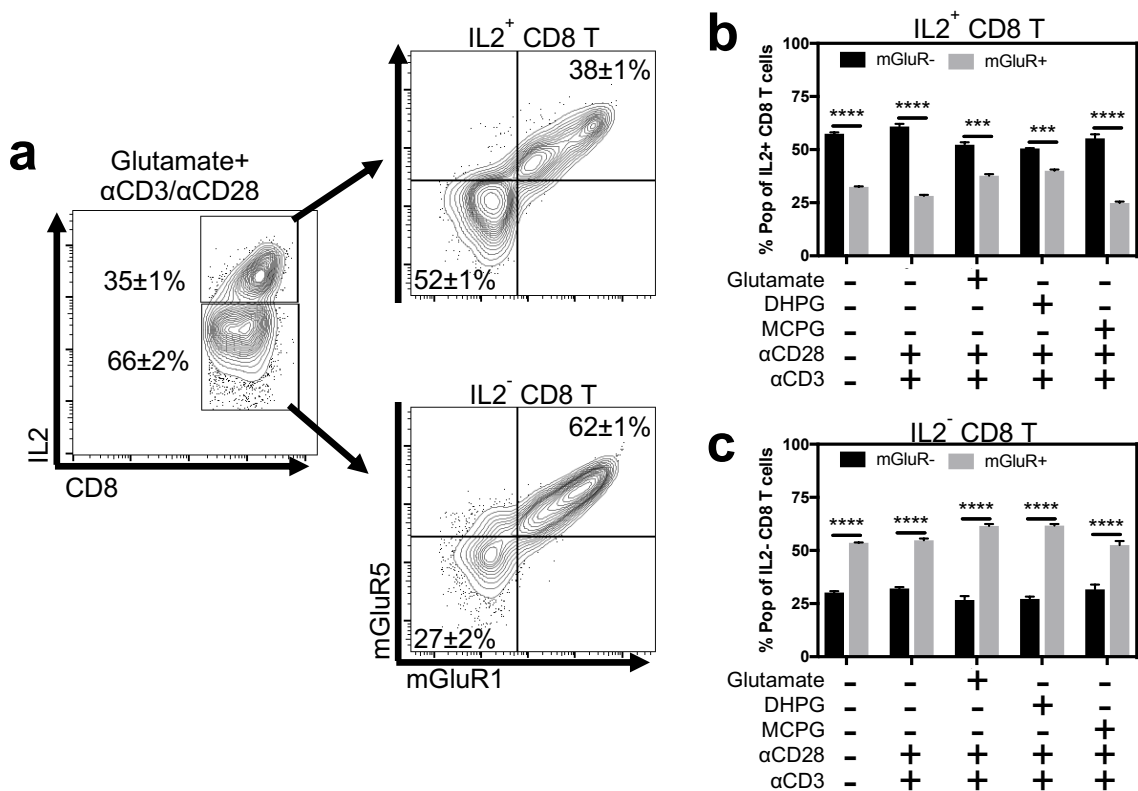 a
Glutamate+
αCD3/αCD28
35±1%
66±2%
IL2
CD8
IL2+ CD8 T
38±1%
52±1%
IL2- CD8 T
62±1%
27±2%
mGluR5
mGluR1
b
IL2+ CD8 T
mGluR- mGluR+
% Pop of IL2+ CD8 T cells
100
75
50
25
0
**** **** *** *** ****
Glutamate - - + - -
DHPG - - - + -
MCPG - - - - +
αCD28 - + + + +
αCD3 - + + + +
c
IL2- CD8 T
mGluR- mGluR+
% Pop of IL2- CD8 T cells
100
75
50
25
0
**** **** **** **** ****
Glutamate - - + - -
DHPG - - - + -
MCPG - - - - +
αCD28 - + + + +
αCD3 - + + + +